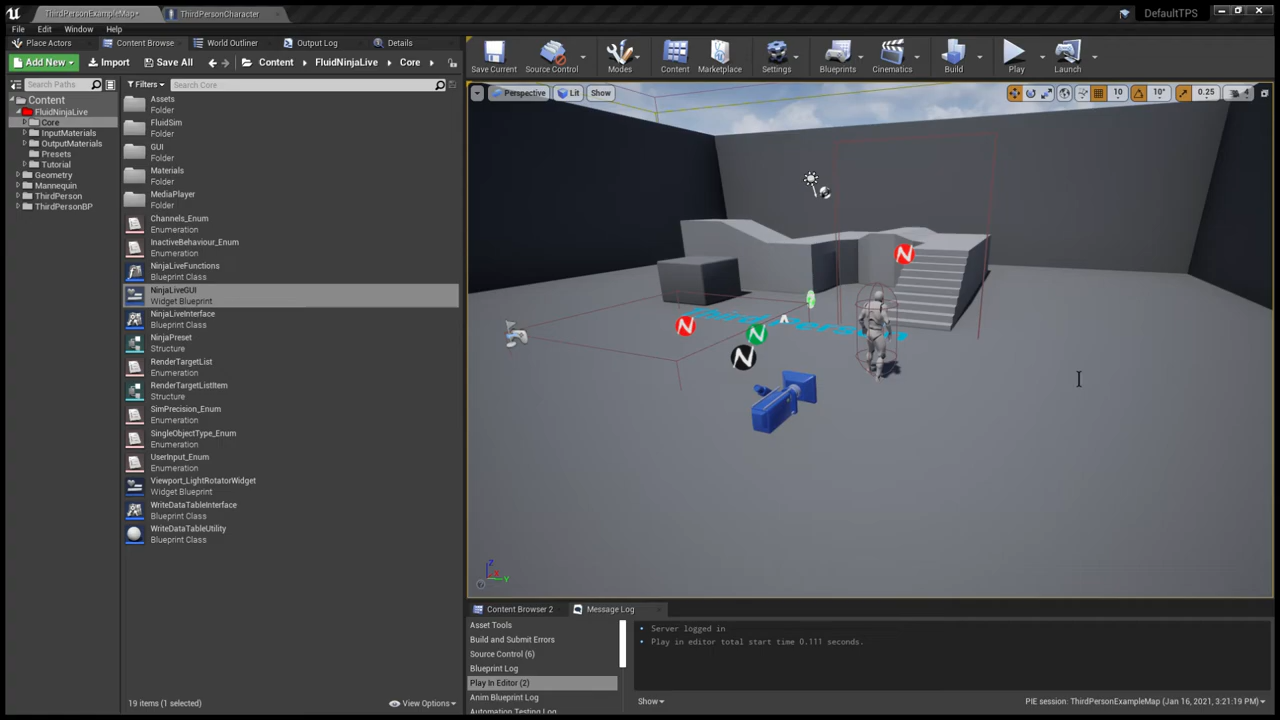 ThirdPersonExampleMap*
ThirdPersonCharacter
DefaultTPS
File Edit Window Help
Place Actors
Content Browse
World Outliner
Output Log
Details
Add New
Import
Save All
Content
FluidNinjaLive
Core
Save Current
Source Control
Modes
Content
Marketplace
Settings
Blueprints
Cinematics
Build
Play
Launch
Search Paths
Filters
Search Core
Perspective
Lit
Show
10
10°
0.25
4
Content
FluidNinjaLive
Core
InputMaterials
OutputMaterials
Presets
Tutorial
Geometry
Mannequin
ThirdPerson
ThirdPersonBP
Assets
Folder
FluidSim
Folder
GUI
Folder
Materials
Folder
MediaPlayer
Folder
Channels_Enum
Enumeration
InactiveBehaviour_Enum
Enumeration
NinjaLiveFunctions
Blueprint Class
NinjaLiveGUI
Widget Blueprint
NinjaLiveInterface
Blueprint Class
NinjaPreset
Structure
RenderTargetList
Enumeration
RenderTargetListItem
Structure
SimPrecision_Enum
Enumeration
SingleObjectType_Enum
Enumeration
UserInput_Enum
Enumeration
Viewport_LightRotatorWidget
Widget Blueprint
WriteDataTableInterface
Blueprint Class
WriteDataTableUtility
Blueprint Class
19 items (1 selected)
View Options
N
N
N
N
Z
X
Y
Content Browser 2
Message Log
Asset Tools
Build and Submit Errors
Source Control (6)
Blueprint Log
Play In Editor (2)
Anim Blueprint Log
Automation Testing Log
Server logged in
Play in editor total start time 0.111 seconds.
Show
PIE session: ThirdPersonExampleMap (Jan 16, 2021, 3:21:19 PM)